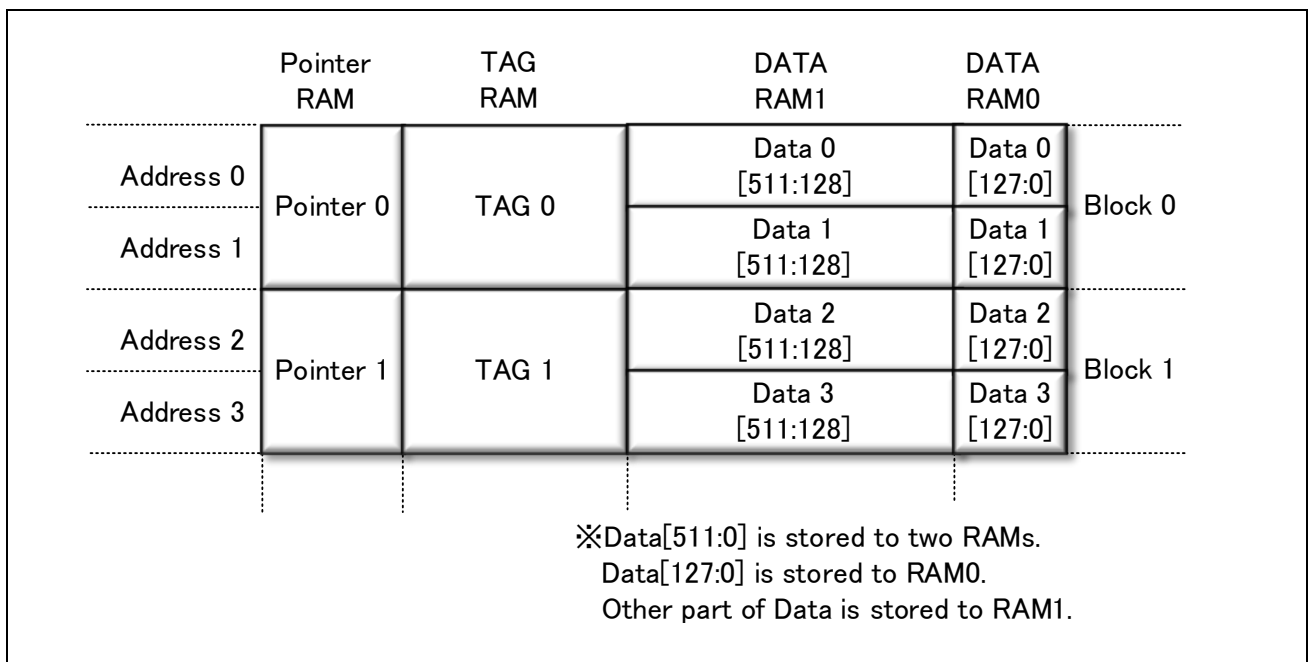 Pointer
RAM
TAG
RAM
DATA
RAM1
DATA
RAM0
Address 0
Address 1
Address 2
Address 3
Pointer 0
Pointer 1
TAG 0
TAG 1
Data 0
[511:128]
Data 0
[127:0]
Data 1
[511:128]
Data 1
[127:0]
Data 2
[511:128]
Data 2
[127:0]
Data 3
[511:128]
Data 3
[127:0]
Block 0
Block 1
※Data[511:0] is stored to two RAMs.
Data[127:0] is stored to RAM0.
Other part of Data is stored to RAM1.